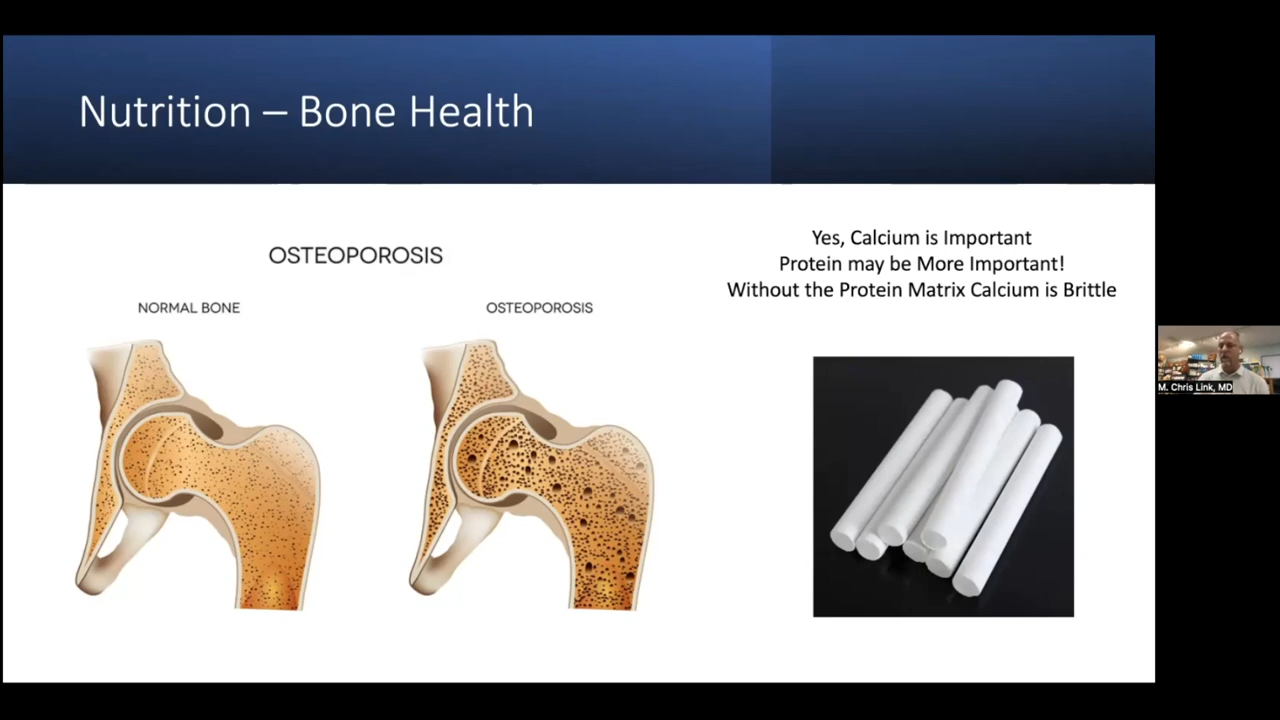 Nutrition – Bone Health
OSTEOPOROSIS
NORMAL BONE
OSTEOPOROSIS
Yes, Calcium is Important
Protein may be More Important!
Without the Protein Matrix Calcium is Brittle
M. Chris Link, MD